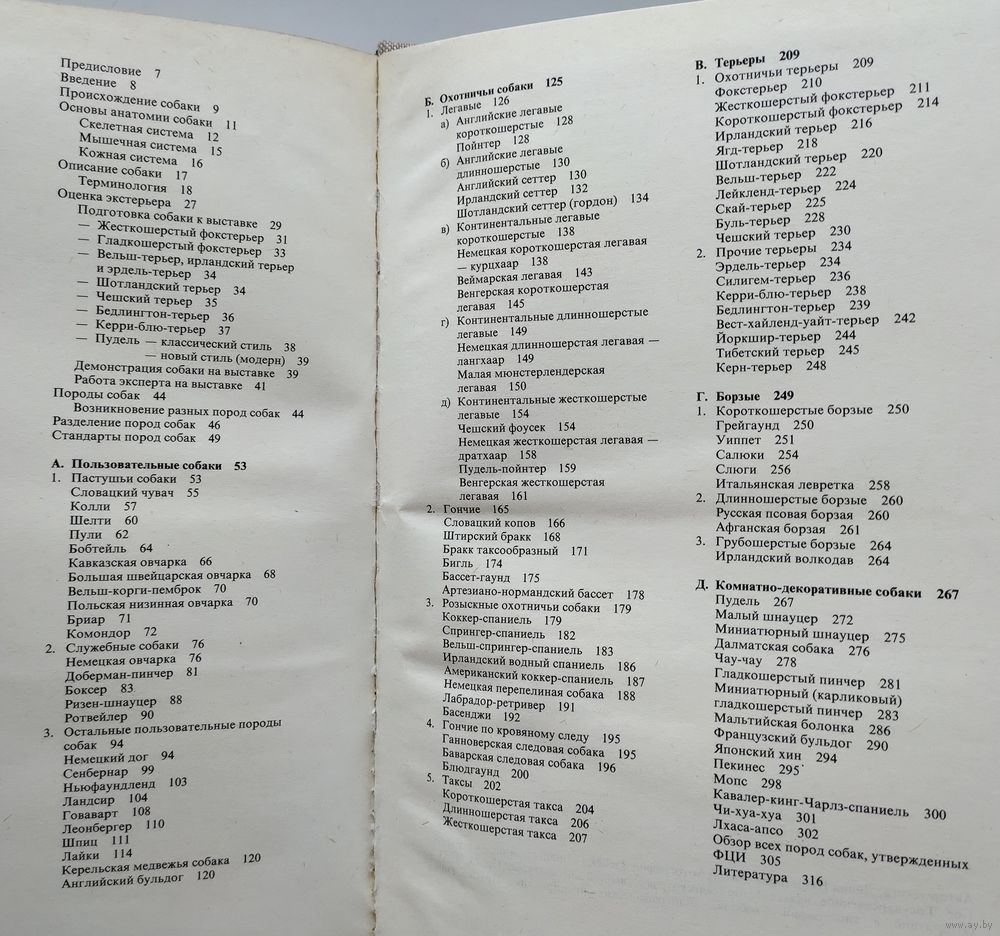 Предисловие 7
Введение 8
Происхождение собаки 9
Основы анатомии собаки 11
Скелетная система 12
Мышечная система 15
Кожная система 16
Описание собаки 17
Терминология 18
Оценка экстерьера 27
Подготовка собаки к выставке 29
— Жесткошерстый фокстерьер 31
— Гладкошерстый фокстерьер 33
— Вельш-терьер, ирландский терьер
и эрдель-терьер 34
— Шотландский терьер 34
— Чешский терьер 35
— Бедлингтон-терьер 36
— Керри-блю-терьер 37
— Пудель — классический стиль 38
— новый стиль (модерн) 39
Демонстрация собаки на выставке 39
Работа эксперта на выставке 41
Породы собак 44
Возникновение разных пород собак 44
Разделение пород собак 46
Стандарты пород собак 49
А. Пользовательные собаки 53
1. Пастушьи собаки 53
Словацкий чувач 55
Колли 57
Шелти 60
Пули 62
Бобтейль 64
Кавказская овчарка 66
Большая швейцарская овчарка 68
Вельш-корги-пемброк 70
Польская низинная овчарка 70
Бриар 71
Комондор 72
2. Служебные собаки 76
Немецкая овчарка 76
Доберман-пинчер 81
Боксер 83
Ризен-шнауцер 88
Ротвейлер 90
3. Остальные пользовательные породы
собак 94
Немецкий дог 94
Сенбернар 99
Ньюфаундленд 103
Ландсир 104
Говаварт 108
Леонбергер 110
Шпиц 111
Лайки 114
Керельская медвежья собака 120
Английский бульдог 120
Б. Охотничьи собаки 125
1. Легавые 126
а) Английские легавые
короткошерстые 128
Пойнтер 128
б) Английские легавые
длинношерстые 130
Английский сеттер 130
Ирландский сеттер 132
Шотландский сеттер (гордон) 134
в) Континентальные легавые
короткошерстые 138
Немецкая короткошерстая легавая
— курцхаар 138
Веймарская легавая 143
Венгерская короткошерстая
легавая 145
г) Континентальные длинношерстые
легавые 149
Немецкая длинношерстая легавая —
лангхаар 149
Малая мюнстерлендерская
легавая 150
д) Континентальные жесткошерстые
легавые 154
Чешский фоусек 154
Немецкая жесткошерстая легавая —
дратхаар 158
Пудель-пойнтер 159
Венгерская жесткошерстая
легавая 161
2. Гончие 165
Словацкий копов 166
Штирский бракк 168
Бракк таксообразный 171
Бигль 174
Бассет-гаунд 175
Артезиано-нормандский бассет 178
3. Розыскные охотничьи собаки 179
Коккер-спаниель 179
Спрингер-спаниель 182
Вельш-спрингер-спаниель 183
Ирландский водный спаниель 186
Американский коккер-спаниель 187
Немецкая перепелиная собака 188
Лабрадор-ретривер 191
Басенджи 192
4. Гончие по кровяному следу 195
Ганноверская следовая собака 195
Баварская следовая собака 196
Блюдгаунд 200
5. Таксы 202
Короткошерстая такса 204
Длинношерстая такса 206
Жесткошерстая такса 207
В. Терьеры 209
1. Охотничьи терьеры 209
Фокстерьер 210
Жесткошерстый фокстерьер 211
Короткошерстый фокстерьер 214
Ирландский терьер 216
Ягд-терьер 218
Шотландский терьер 220
Вельш-терьер 222
Лейкленд-терьер 224
Скай-терьер 225
Буль-терьер 228
Чешский терьер 230
2. Прочие терьеры 234
Эрдель-терьер 234
Силигем-терьер 236
Керри-блю-терьер 238
Бедлингтон-терьер 239
Вест-хайленд-уайт-терьер 242
Йоркшир-терьер 244
Тибетский терьер 245
Керн-терьер 248
Г. Борзые 249
1. Короткошерстые борзые 250
Грейгаунд 250
Уиппет 251
Салюки 254
Слюги 256
Итальянская левретка 258
2. Длинношерстые борзые 260
Русская псовая борзая 260
Афганская борзая 261
3. Грубошерстые борзые 264
Ирландский волкодав 264
Д. Комнатно-декоративные собаки 267
Пудель 267
Малый шнауцер 272
Миниатюрный шнауцер 275
Далматская собака 276
Чау-чау 278
Гладкошерстый пинчер 281
Миниатюрный (карликовый)
гладкошерстый пинчер 283
Мальтийская болонка 286
Французский бульдог 290
Японский хин 294
Пекинес 295
Мопс 298
Кавалер-кинг-Чарлз-спаниель 300
Чи-хуа-хуа 301
Лхаса-апсо 302
Обзор всех пород собак, утвержденных
ФЦИ 305
Литература 316
www.ay.by